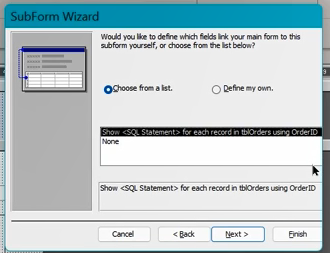 SubForm Wizard
Would you like to define which fields link your main form to this
subform yourself, or choose from the list below?
Choose from a list.
Define my own.
Show <SQL Statement> for each record in tblOrders using OrderID
None
Show <SQL Statement> for each record in tblOrders using OrderID
Cancel
< Back
Next >
Finish